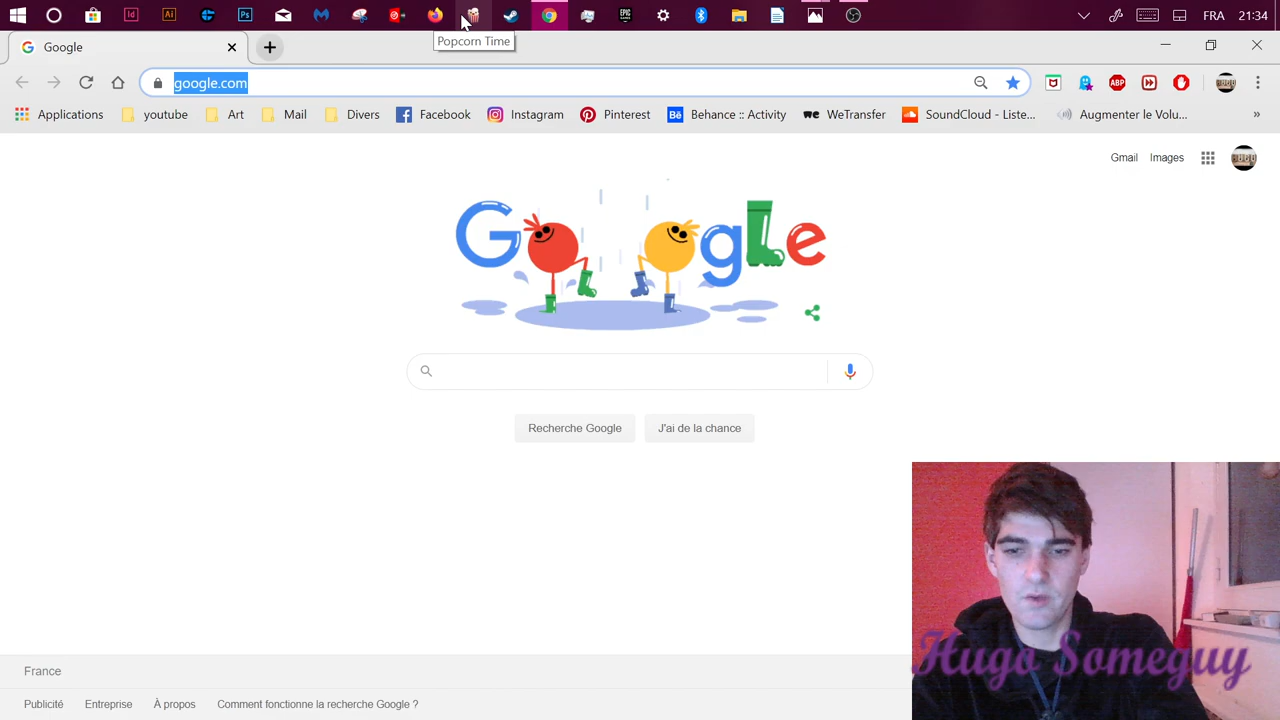 FRA 21:34
Popcorn Time
Google
google.com
Applications youtube Art Mail Divers Facebook Instagram Pinterest Behance :: Activity WeTransfer SoundCloud - Liste... Augmenter le Volu... »
Gmail Images
Google
Recherche Google J'ai de la chance
Hugo Someguy
France
Publicité Entreprise À propos Comment fonctionne la recherche Google ?